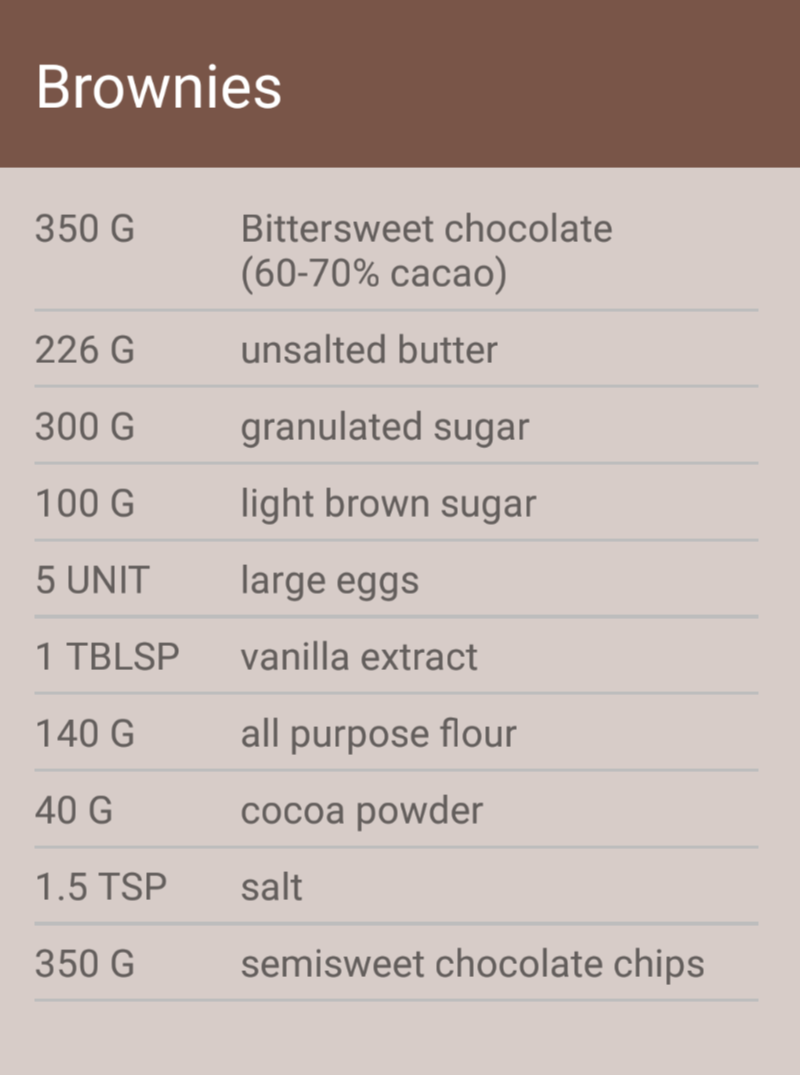 Brownies
350 G Bittersweet chocolate
(60-70% cacao)
226 G unsalted butter
300 G granulated sugar
100 G light brown sugar
5 UNIT large eggs
1 TBLSP vanilla extract
140 G all purpose flour
40 G cocoa powder
1.5 TSP salt
350 G semisweet chocolate chips